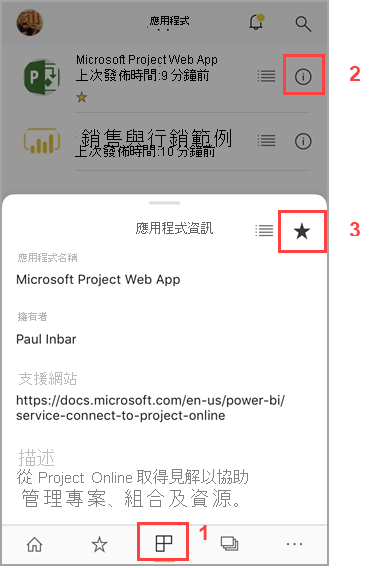 應用程式
Microsoft Project Web App
上次發佈時間:9 分鐘前
2
銷售與行銷範例
上次發佈時間:10 分鐘前
應用程式資訊
3
應用程式名稱
Microsoft Project Web App
擁有者
Paul Inbar
支援網站
https://docs.microsoft.com/en-us/power-bi/
service-connect-to-project-online
描述
從 Project Online 取得見解以協助
管理專案、組合及資源。
1